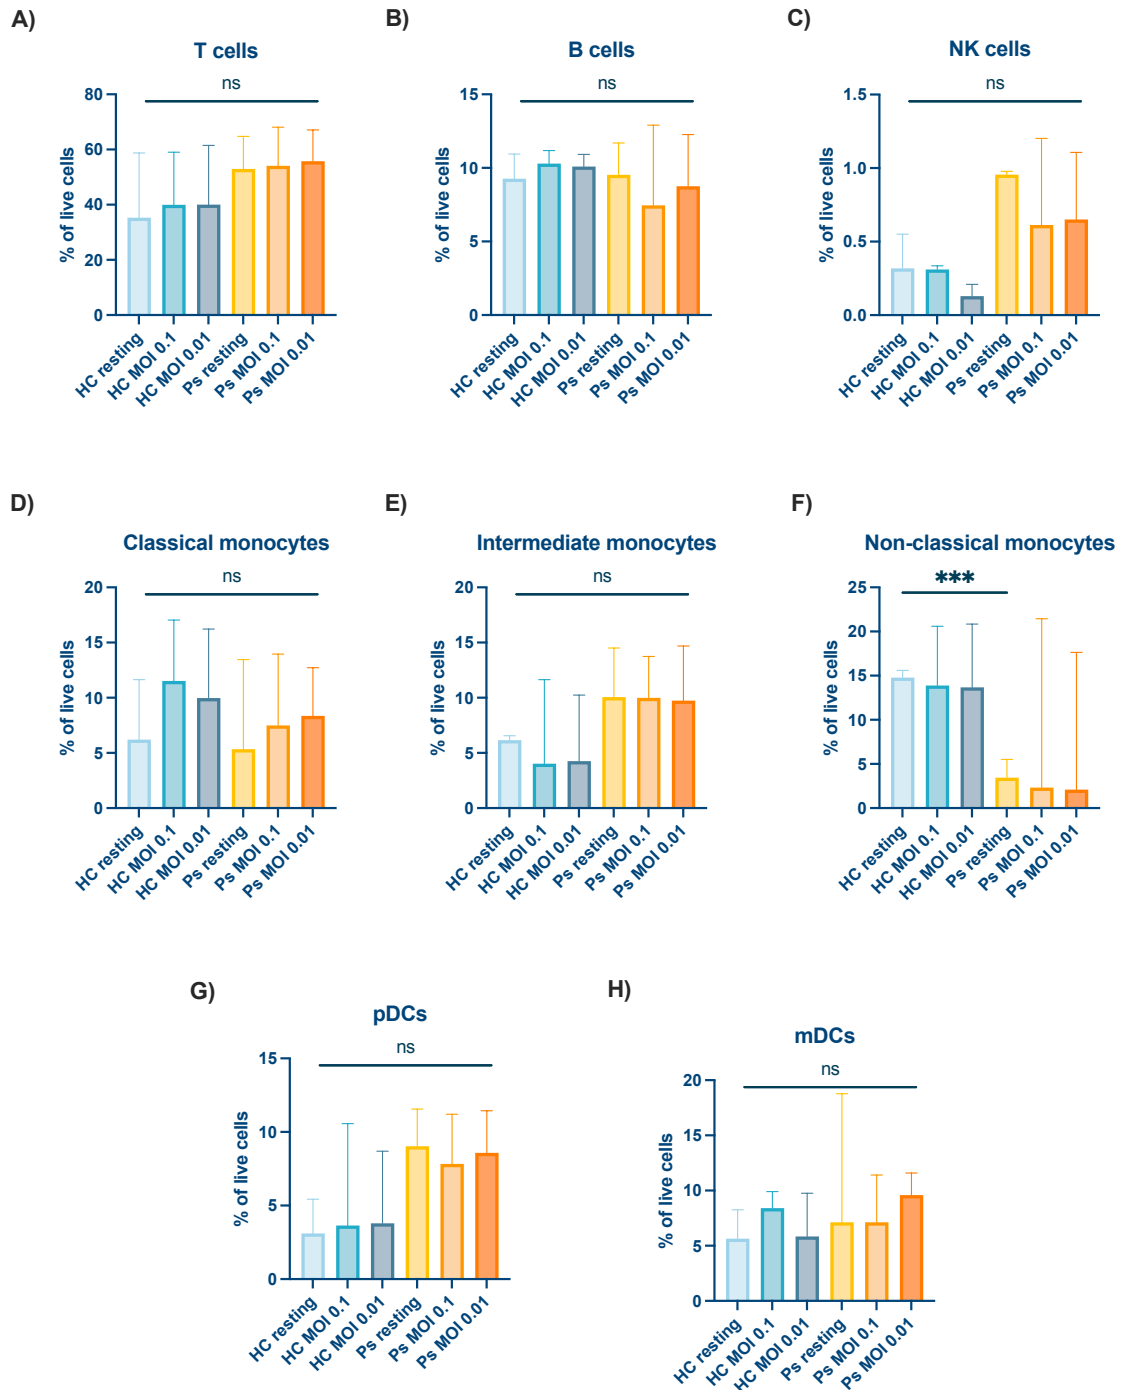 A)
T cells
ns
% of live cells
80
60
40
20
0
HC resting
HC MOI 0.1
HC MOI 0.01
Ps resting
Ps MOI 0.1
Ps MOI 0.01
B)
B cells
ns
% of live cells
15
10
5
0
HC resting
HC MOI 0.1
HC MOI 0.01
Ps resting
Ps MOI 0.1
Ps MOI 0.01
C)
NK cells
ns
% of live cells
1.5
1.0
0.5
0.0
HC resting
HC MOI 0.1
HC MOI 0.01
Ps resting
Ps MOI 0.1
Ps MOI 0.01
D)
Classical monocytes
ns
% of live cells
20
15
10
5
0
HC resting
HC MOI 0.1
HC MOI 0.01
Ps resting
Ps MOI 0.1
Ps MOI 0.01
E)
Intermediate monocytes
ns
% of live cells
20
15
10
5
0
HC resting
HC MOI 0.1
HC MOI 0.01
Ps resting
Ps MOI 0.1
Ps MOI 0.01
F)
Non-classical monocytes
***
% of live cells
25
20
15
10
5
0
HC resting
HC MOI 0.1
HC MOI 0.01
Ps resting
Ps MOI 0.1
Ps MOI 0.01
G)
pDCs
ns
% of live cells
15
10
5
0
HC resting
HC MOI 0.1
HC MOI 0.01
Ps resting
Ps MOI 0.1
Ps MOI 0.01
H)
mDCs
ns
% of live cells
20
15
10
5
0
HC resting
HC MOI 0.1
HC MOI 0.01
Ps resting
Ps MOI 0.1
Ps MOI 0.01